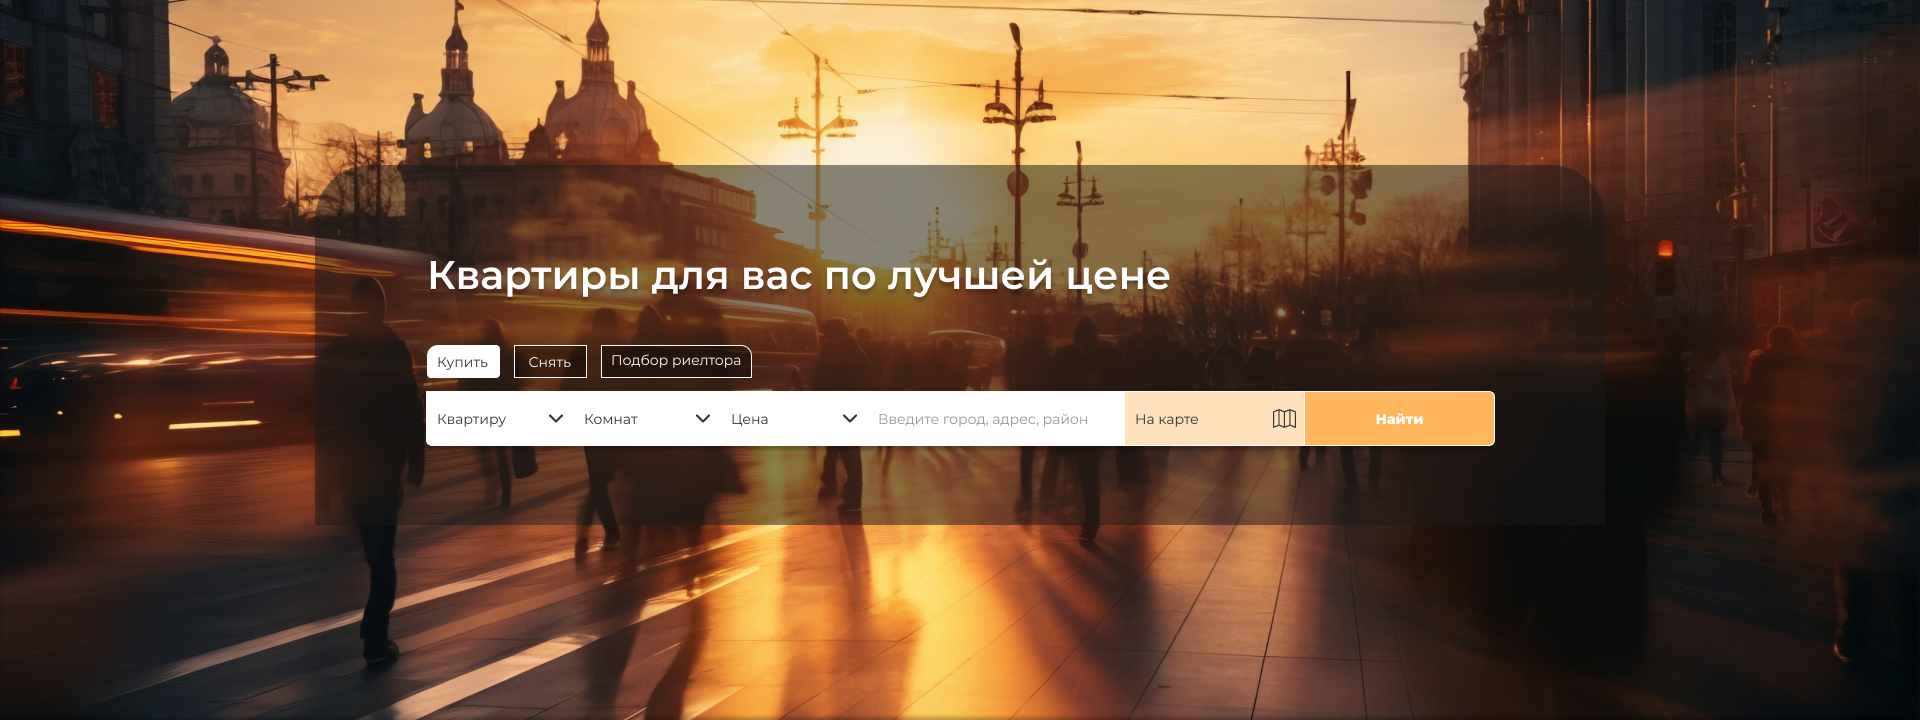 Квартиры для вас по лучшей цене
Купить Снять Подбор риелтора
Квартиру Комнат Цена Введите город, адрес, район На карте Найти